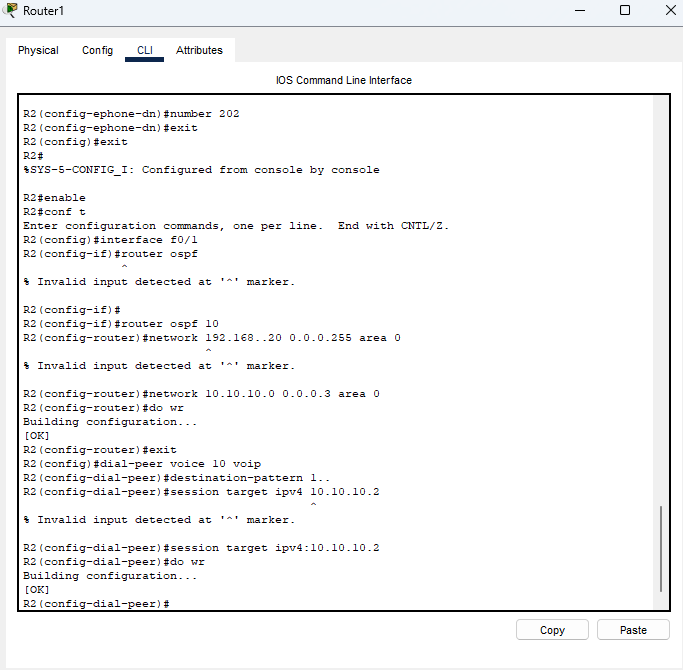 Router1
Physical Config CLI Attributes
IOS Command Line Interface
R2(config-ephone-dn)#number 202
R2(config-ephone-dn)#exit
R2(config)#exit
R2#
%SYS-5-CONFIG_I: Configured from console by console
R2#enable
R2#conf t
Enter configuration commands, one per line.  End with CNTL/Z.
R2(config)#interface f0/1
R2(config-if)#router ospf
^
% Invalid input detected at '^' marker.
R2(config-if)#
R2(config-if)#router ospf 10
R2(config-router)#network 192.168..20 0.0.0.255 area 0
^
% Invalid input detected at '^' marker.
R2(config-router)#network 10.10.10.0 0.0.0.3 area 0
R2(config-router)#do wr
Building configuration...
[OK]
R2(config-router)#exit
R2(config)#dial-peer voice 10 voip
R2(config-dial-peer)#destination-pattern 1..
R2(config-dial-peer)#session target ipv4 10.10.10.2
^
% Invalid input detected at '^' marker.
R2(config-dial-peer)#session target ipv4:10.10.10.2
R2(config-dial-peer)#do wr
Building configuration...
[OK]
R2(config-dial-peer)#
Copy Paste